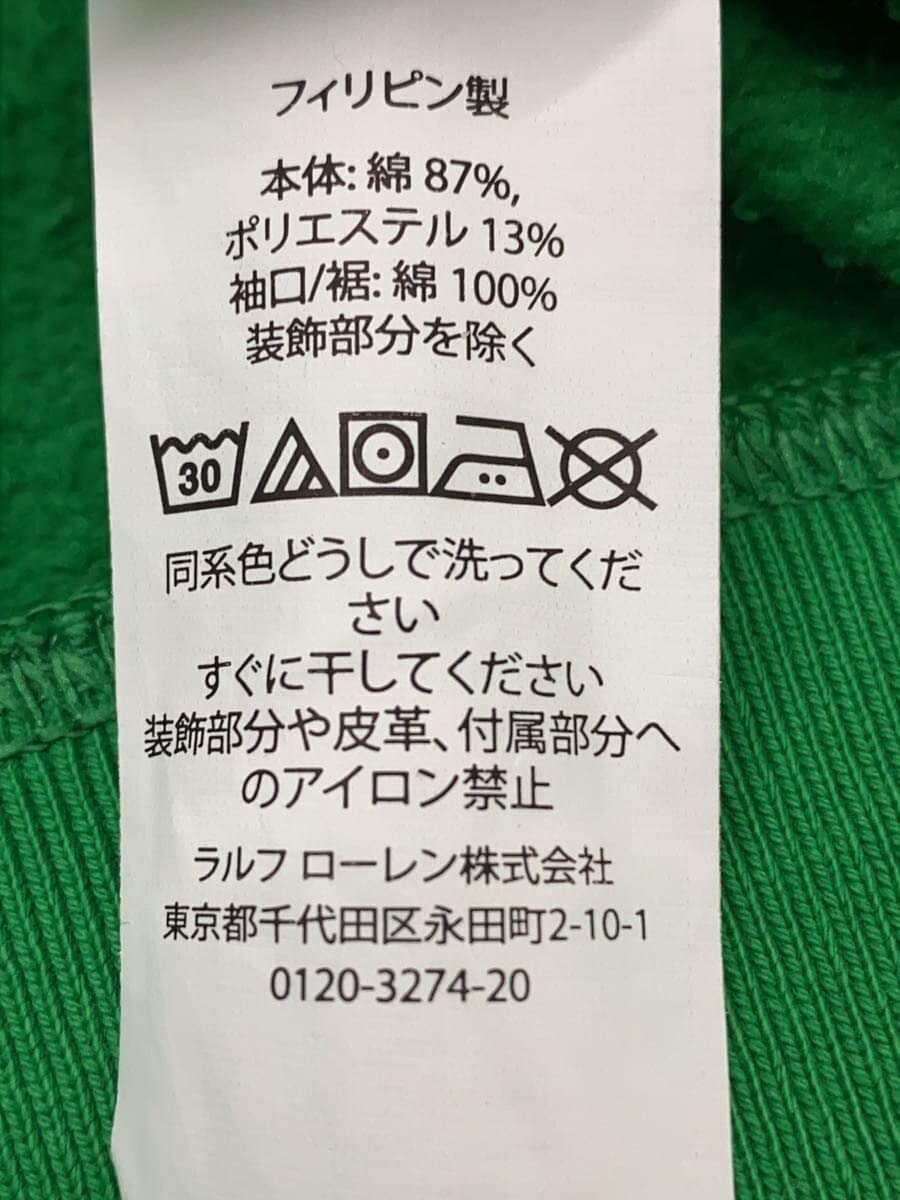 フィリピン製
本体: 綿 87%,
ポリエステル 13%
袖口/裾: 綿 100%
装飾部分を除く
30
同系色どうしで洗ってくだ
さい
すぐに干してください
装飾部分や皮革、付属部分へ
のアイロン禁止
ラルフ ローレン株式会社
東京都千代田区永田町2-10-1
0120-3274-20